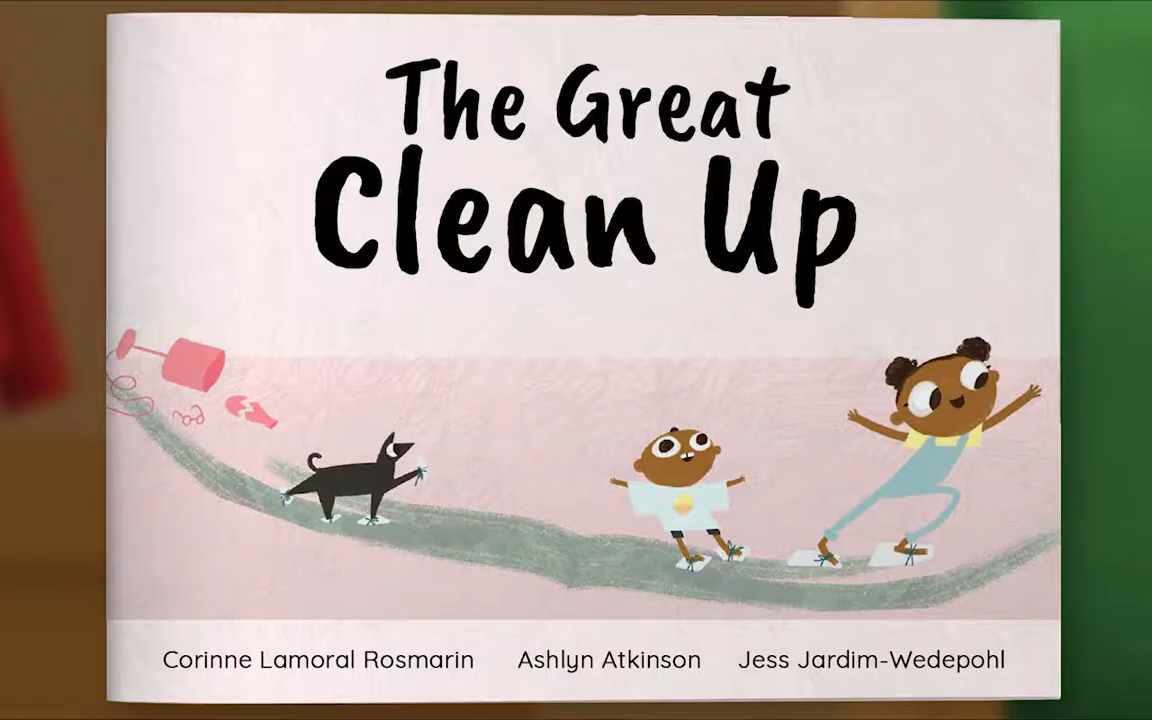 The Great
Clean Up
Corinne Lamoral Rosmarin Ashlyn Atkinson Jess Jardim-Wedepohl